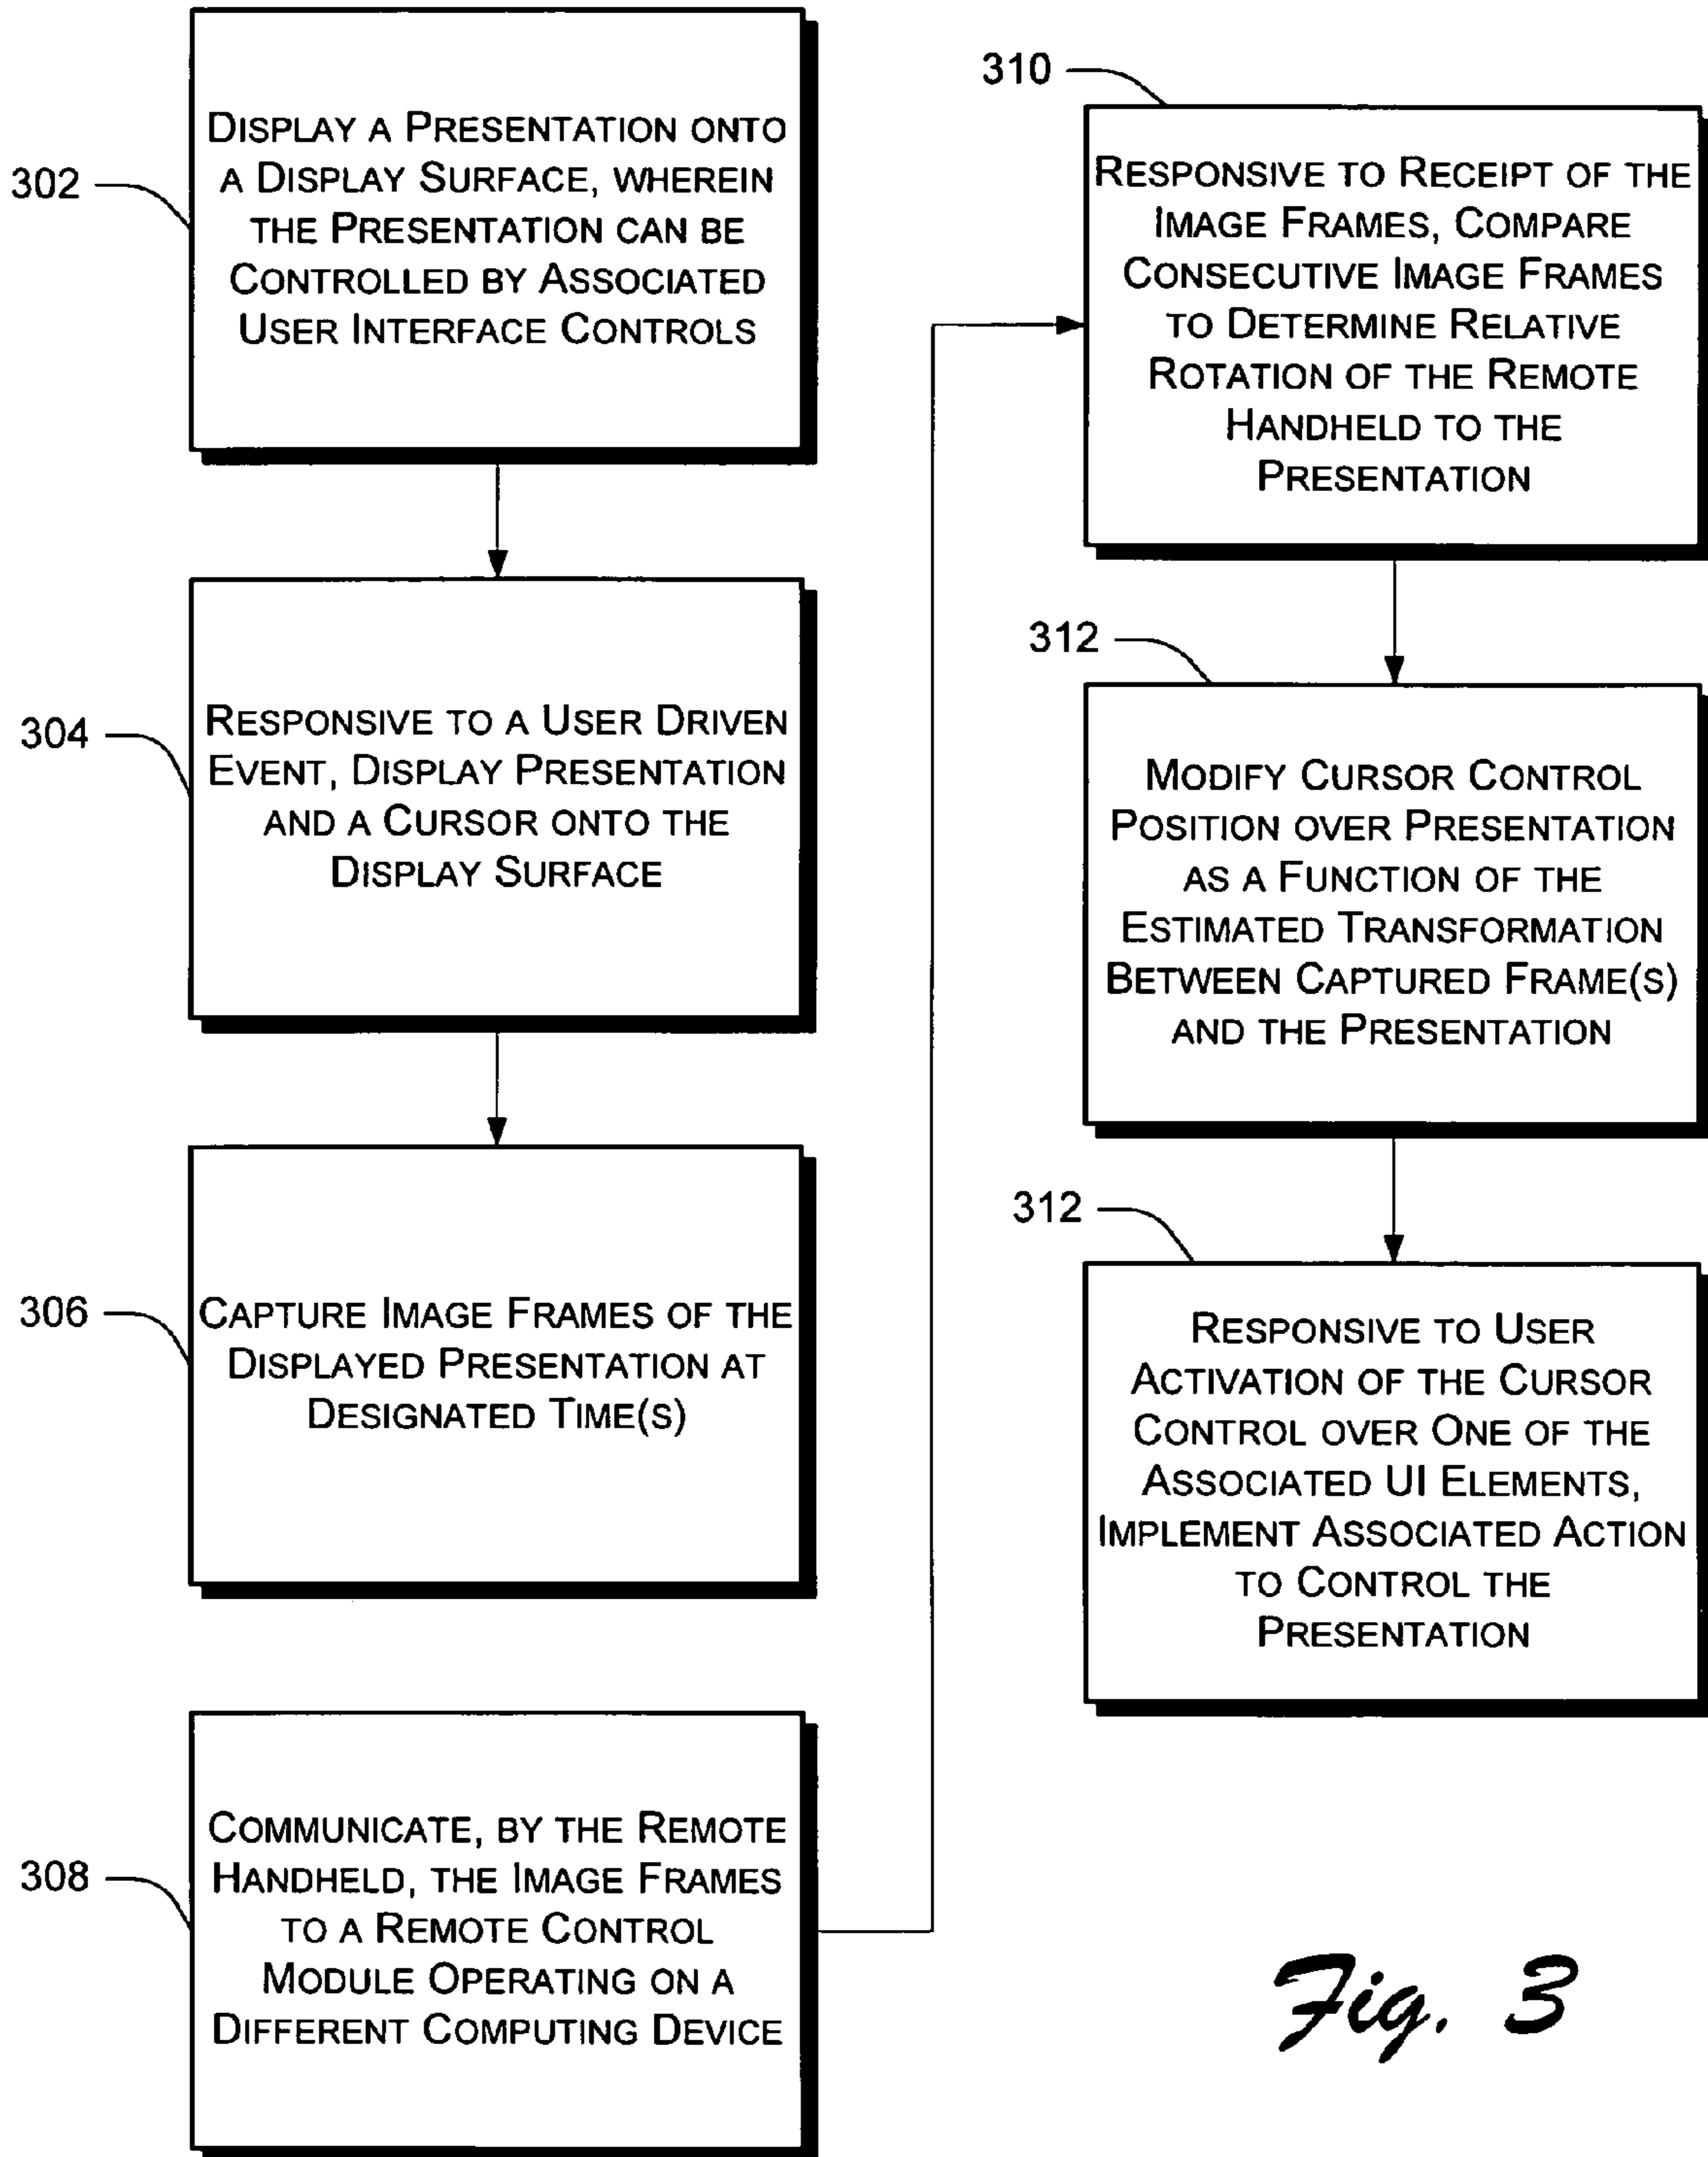 302
DISPLAY A PRESENTATION ONTO
A DISPLAY SURFACE, WHEREIN
THE PRESENTATION CAN BE
CONTROLLED BY ASSOCIATED
USER INTERFACE CONTROLS
304
RESPONSIVE TO A USER DRIVEN
EVENT, DISPLAY PRESENTATION
AND A CURSOR ONTO THE
DISPLAY SURFACE
306
CAPTURE IMAGE FRAMES OF THE
DISPLAYED PRESENTATION AT
DESIGNATED TIME(S)
308
COMMUNICATE, BY THE REMOTE
HANDHELD, THE IMAGE FRAMES
TO A REMOTE CONTROL
MODULE OPERATING ON A
DIFFERENT COMPUTING DEVICE
310
RESPONSIVE TO RECEIPT OF THE
IMAGE FRAMES, COMPARE
CONSECUTIVE IMAGE FRAMES
TO DETERMINE RELATIVE
ROTATION OF THE REMOTE
HANDHELD TO THE
PRESENTATION
312
MODIFY CURSOR CONTROL
POSITION OVER PRESENTATION
AS A FUNCTION OF THE
ESTIMATED TRANSFORMATION
BETWEEN CAPTURED FRAME(S)
AND THE PRESENTATION
312
RESPONSIVE TO USER
ACTIVATION OF THE CURSOR
CONTROL OVER ONE OF THE
ASSOCIATED UI ELEMENTS,
IMPLEMENT ASSOCIATED ACTION
TO CONTROL THE
PRESENTATION
Fig. 3